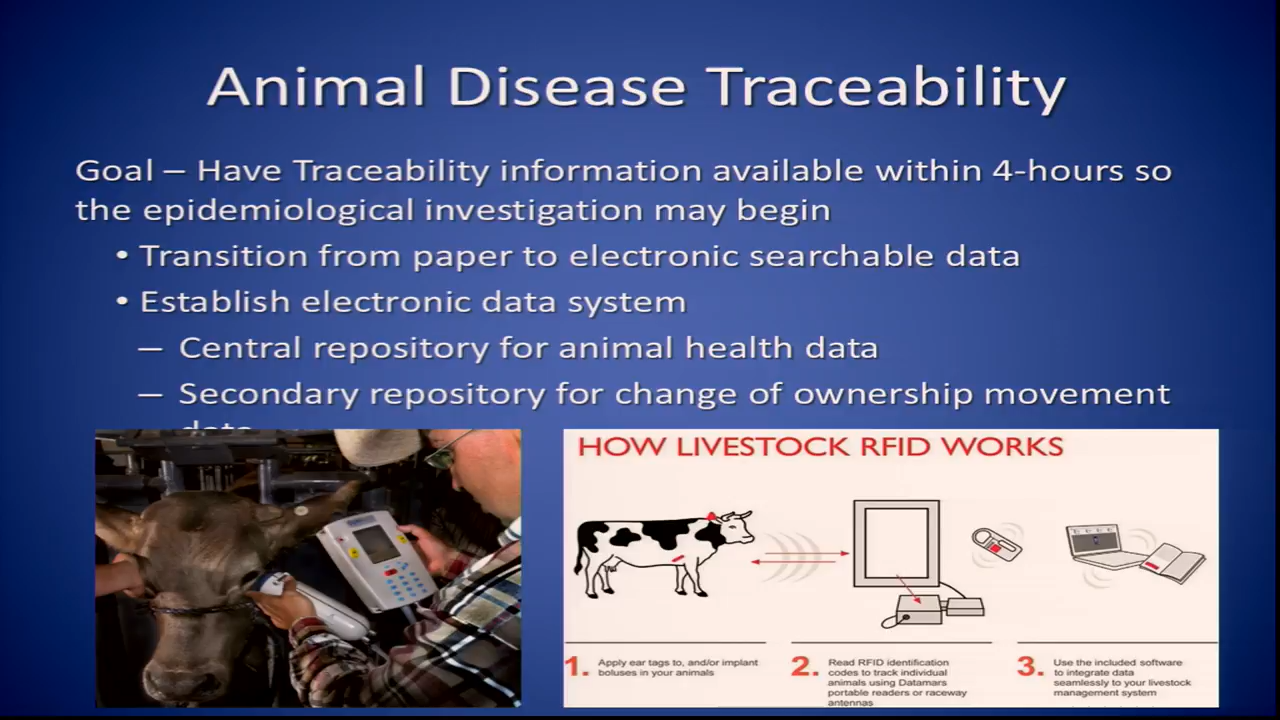 Animal Disease Traceability
Goal – Have Traceability information available within 4-hours so
the epidemiological investigation may begin
• Transition from paper to electronic searchable data
• Establish electronic data system
– Central repository for animal health data
– Secondary repository for change of ownership movement
data
HOW LIVESTOCK RFID WORKS
1. Apply ear tags to, and/or implant
boluses in your animals
2. Read RFID identification
codes to track individual
animals using Datamars
portable readers or raceway
antennas
3. Use the included software
to integrate data
seamlessly to your livestock
management system